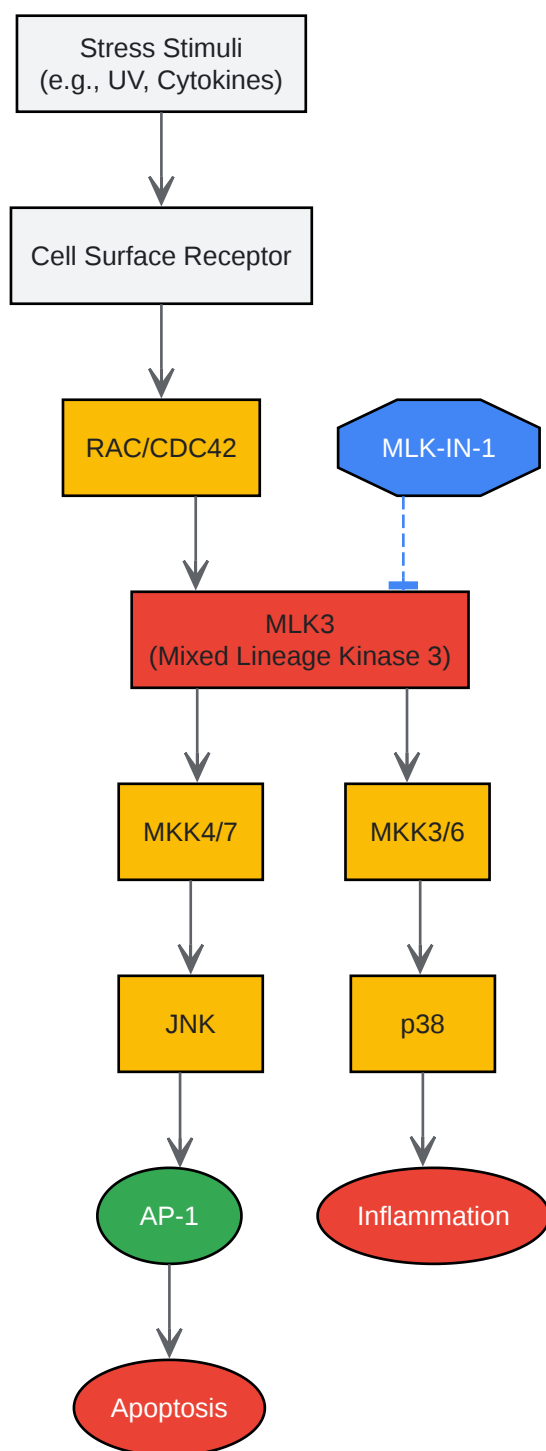 Stress Stimuli
(e.g., UV, Cytokines)
Cell Surface Receptor
RAC/CDC42
MLK-IN-1
MLK3
(Mixed Lineage Kinase 3)
MKK4/7
MKK3/6
JNK
p38
AP-1
Inflammation
Apoptosis